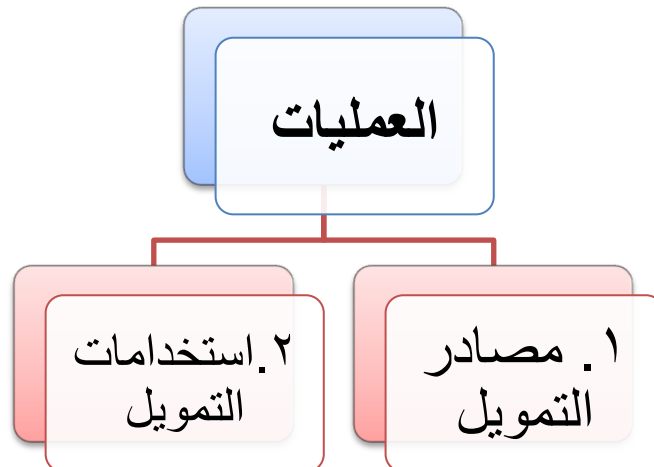 العمليات
١. مصادر
التمويل
٢.استخدامات
التمويل